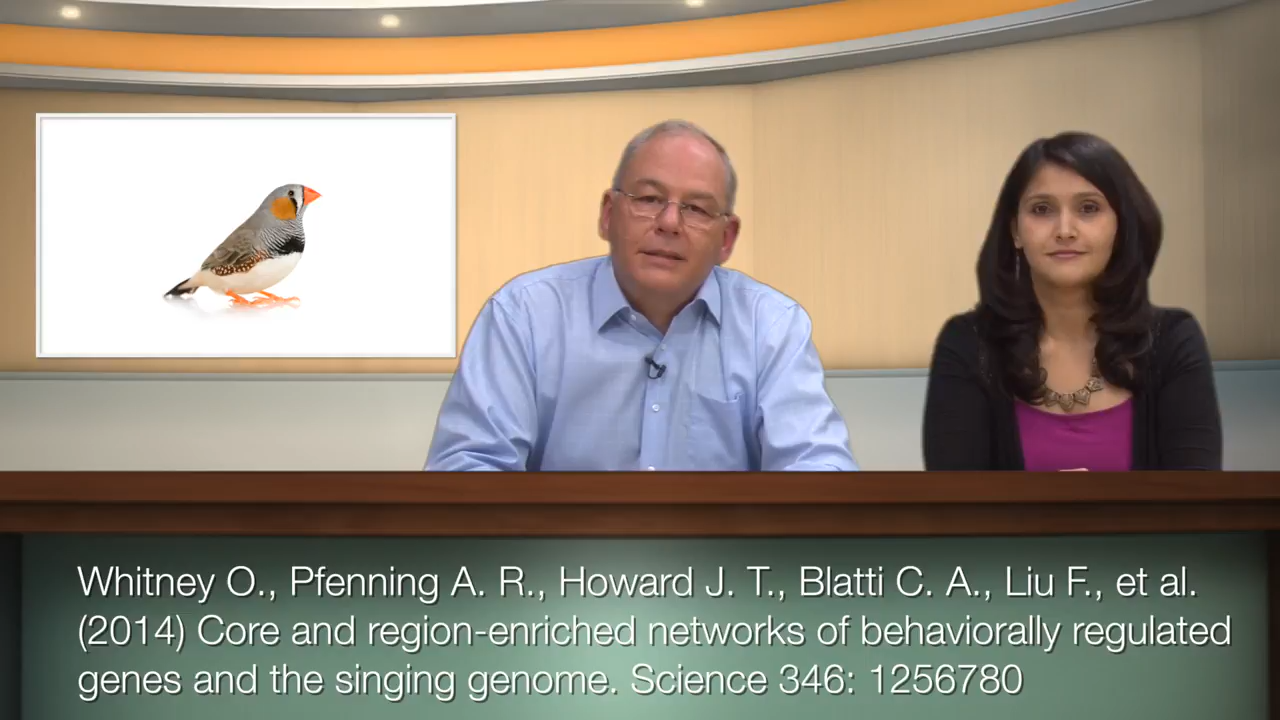 Whitney O., Pfenning A. R., Howard J. T., Blatti C. A., Liu F., et al.
(2014) Core and region-enriched networks of behaviorally regulated
genes and the singing genome. Science 346: 1256780